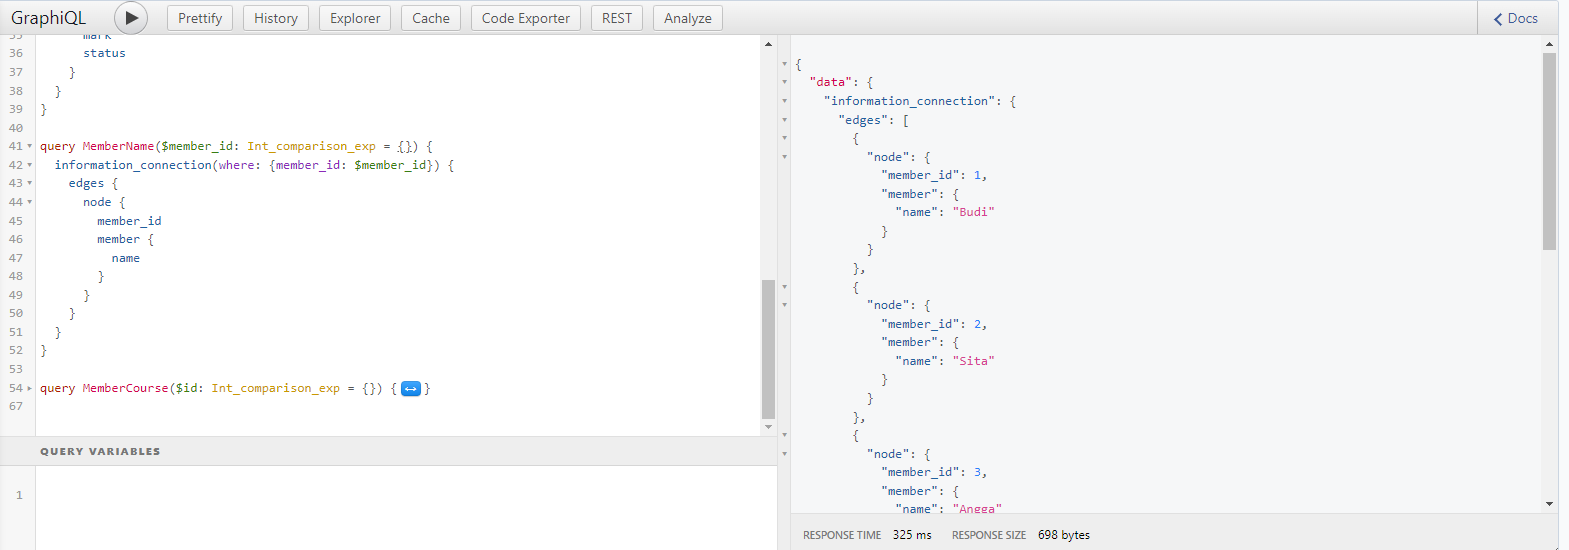 GraphiQL Prettify History Explorer Cache Code Exporter REST Analyze Docs
35 mark
36 status
37 }
38 }
39 }
40
41 query MemberName($member_id: Int_comparison_exp = {}) {
42 information_connection(where: {member_id: $member_id}) {
43 edges {
44 node {
45 member_id
46 member {
47 name
48 }
49 }
50 }
51 }
52 }
53
54 query MemberCourse($id: Int_comparison_exp = {}) { ↔ }
67
QUERY VARIABLES
1
{
"data": {
"information_connection": {
"edges": [
{
"node": {
"member_id": 1,
"member": {
"name": "Budi"
}
}
},
{
"node": {
"member_id": 2,
"member": {
"name": "Sita"
}
}
},
{
"node": {
"member_id": 3,
"member": {
"name": "Angga"
RESPONSE TIME 325 ms RESPONSE SIZE 698 bytes